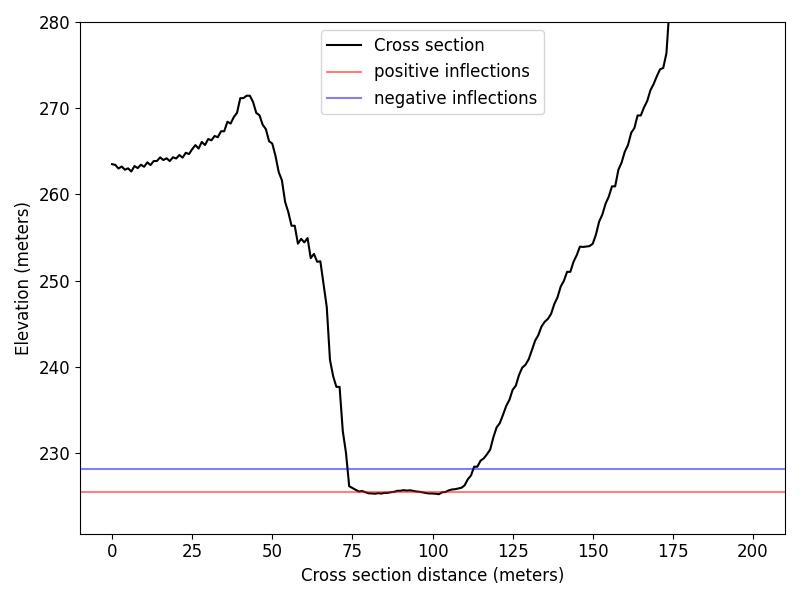 280
270
260
250
240
230
Elevation (meters)
Cross section
positive inflections
negative inflections
0 25 50 75 100 125 150 175 200
Cross section distance (meters)